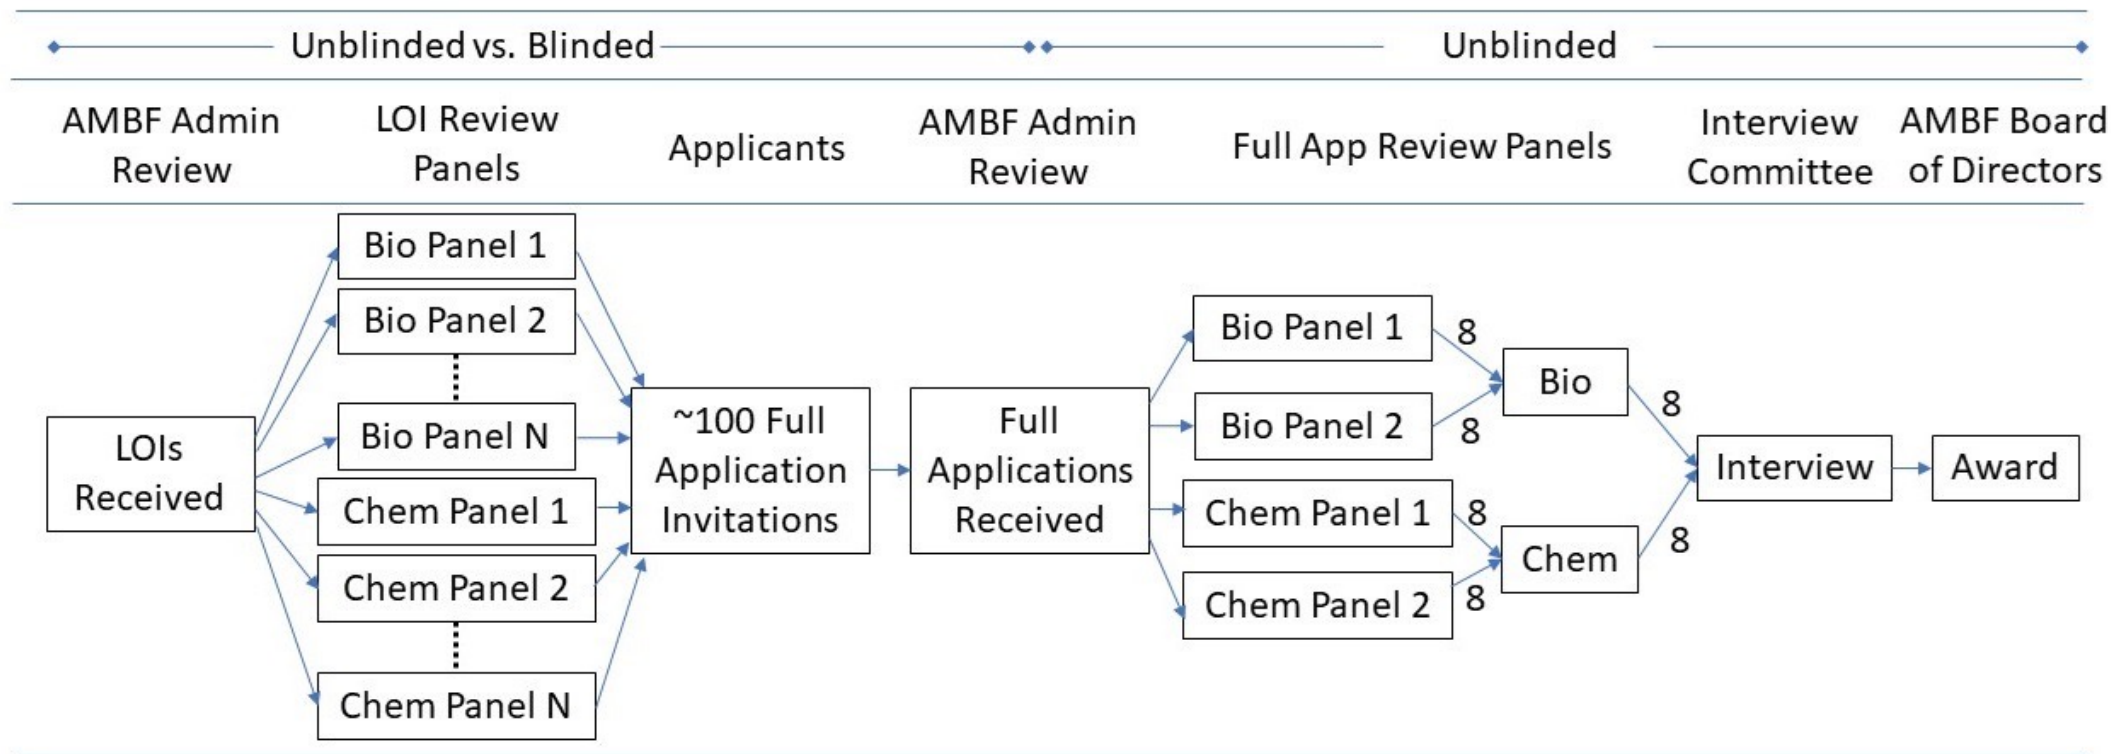 Unblinded vs. Blinded
Unblinded
AMBF Admin
Review
LOI Review
Panels
Applicants
AMBF Admin
Review
Full App Review Panels
Interview
Committee
AMBF Board
of Directors
LOIs
Received
Bio Panel 1
Bio Panel 2
Bio Panel N
Chem Panel 1
Chem Panel 2
Chem Panel N
~100 Full
Application
Invitations
Full
Applications
Received
Bio Panel 1
8
Bio Panel 2
8
Chem Panel 1
8
Chem Panel 2
8
Bio
8
Chem
8
Interview
Award